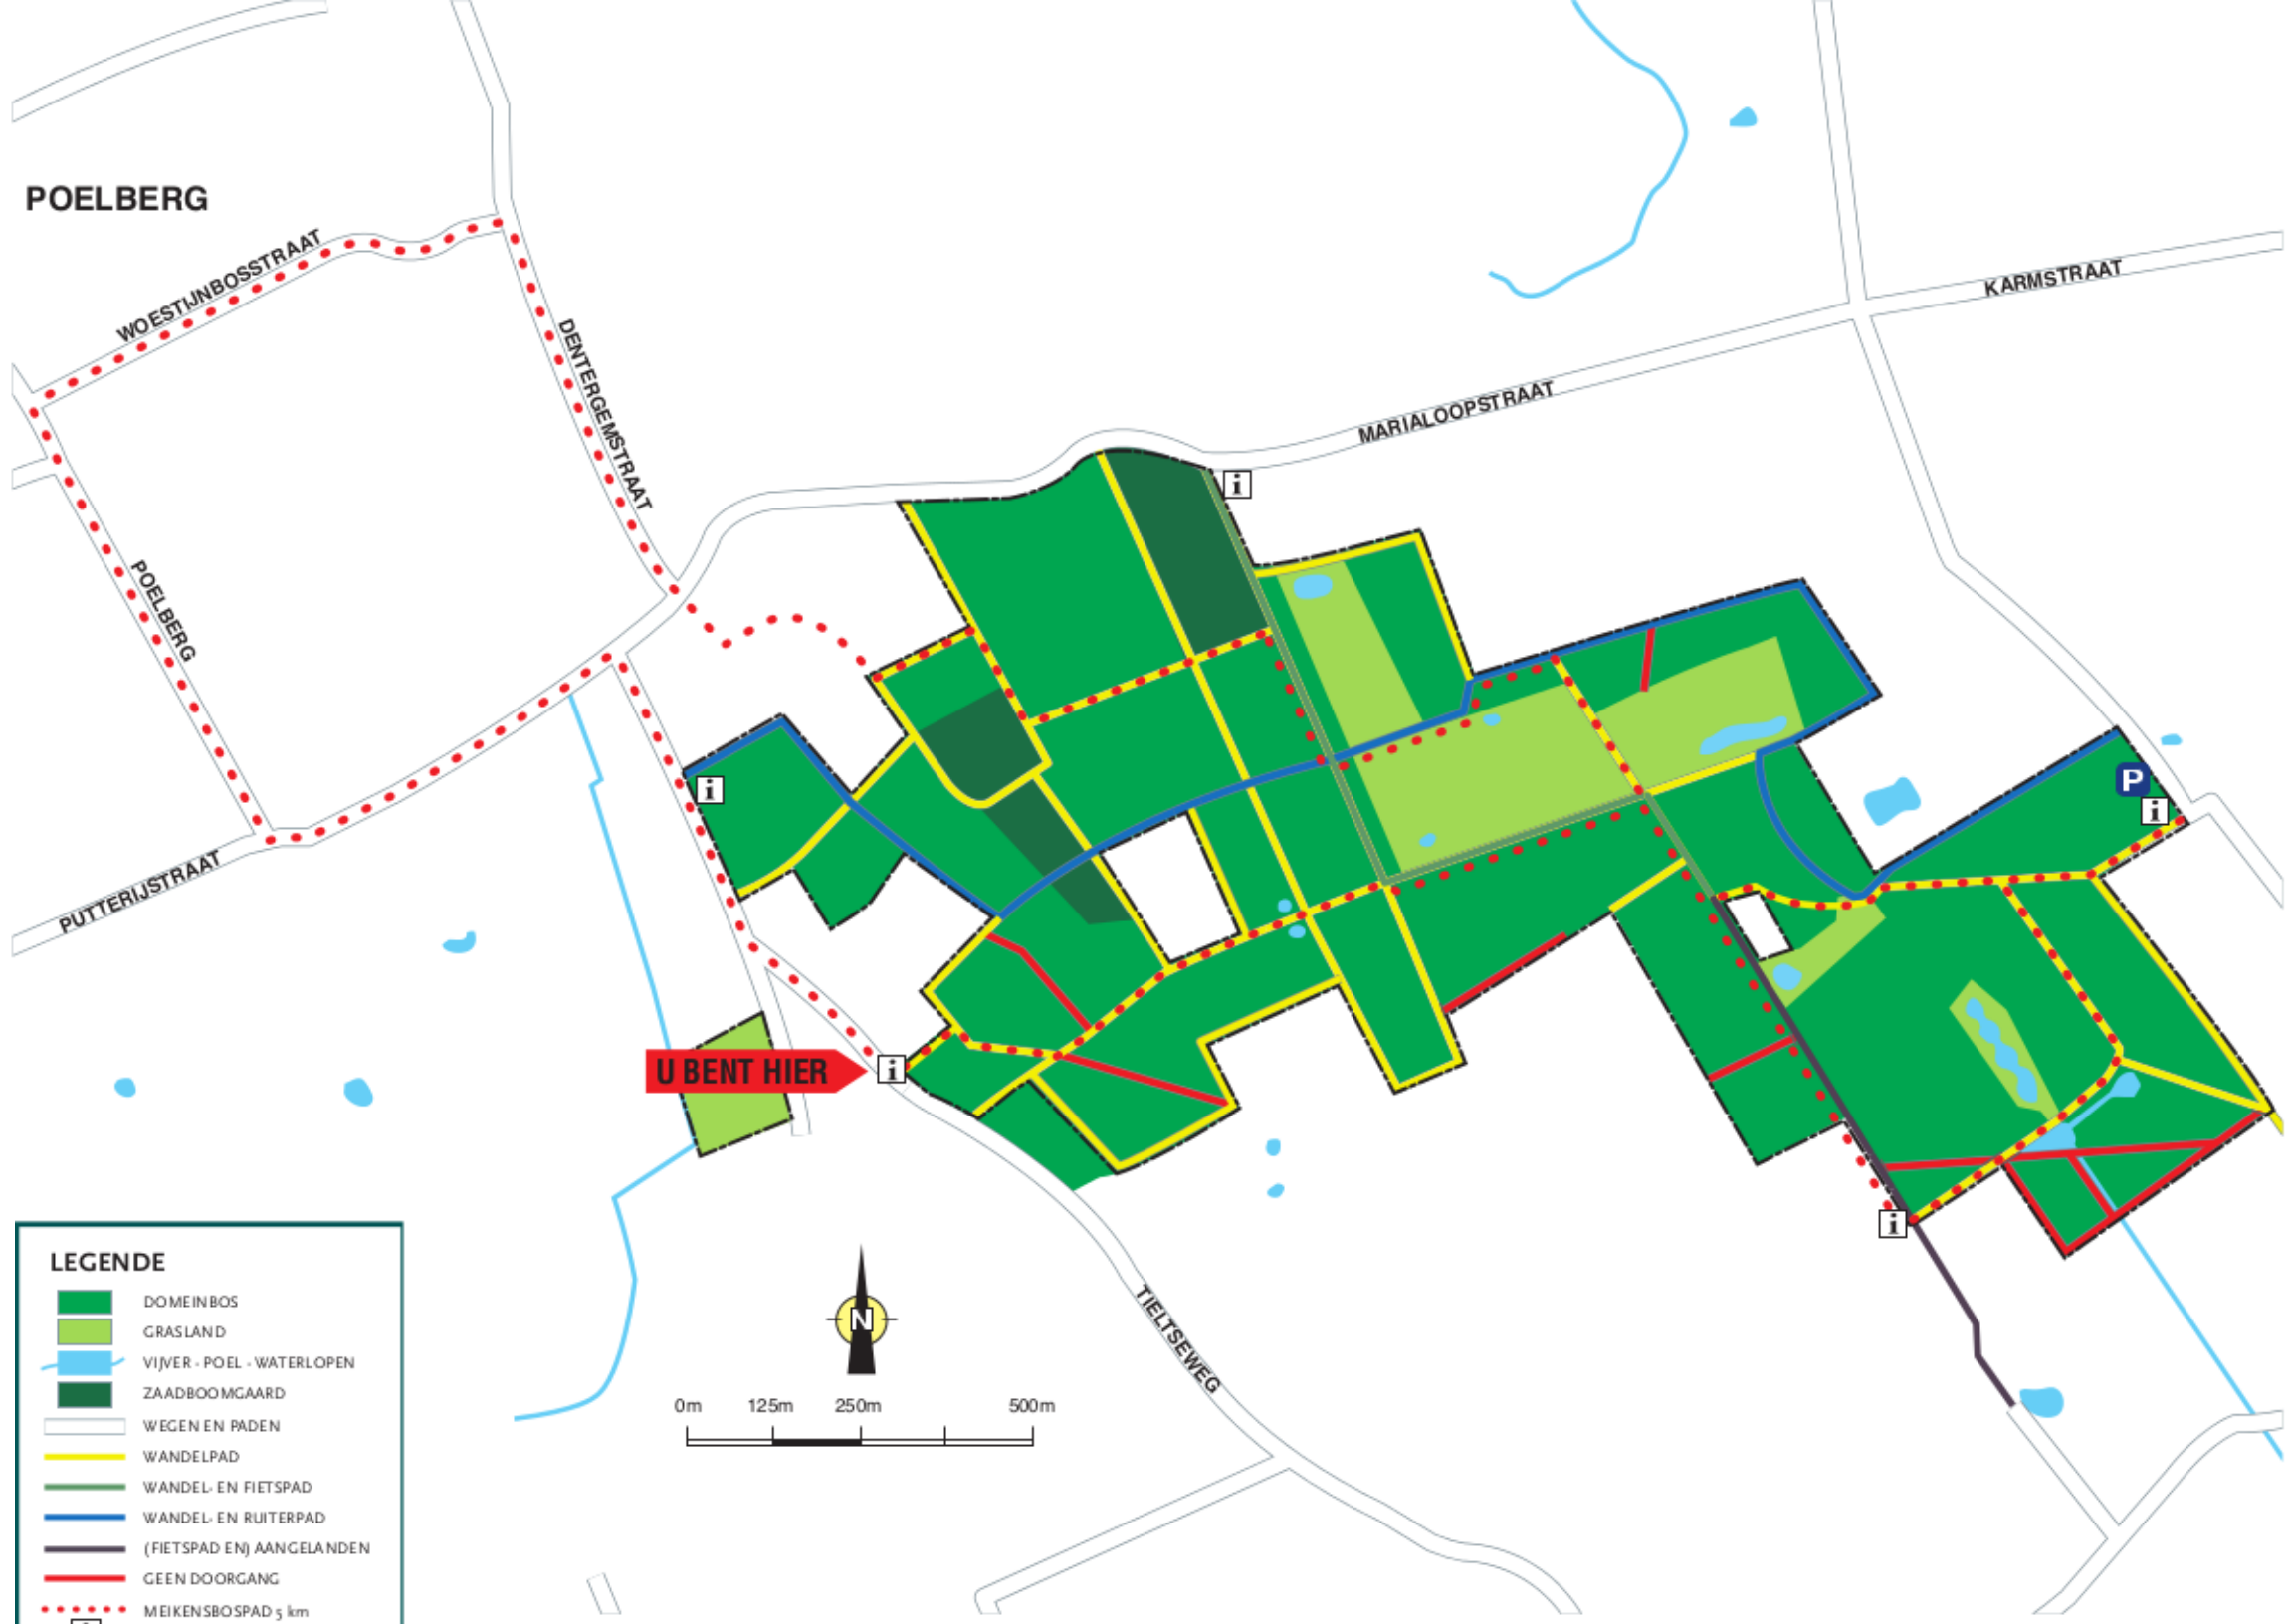 POELBERG
WOESTIJNBOSSTRAAT
DENTERGEMSTRAAT
KARMSTRAAT
MARIALOOPSTRAAT
i
POELBERG
i
P
i
PUTTERIJSTRAAT
U BENT HIER
i
i
LEGENDE
DOMEINBOS
GRASLAND
VIJVER - POEL - WATERLOPEN
ZAADBOOMGAARD
WEGEN EN PADEN
WANDELPAD
WANDEL- EN FIETSPAD
WANDEL- EN RUITERPAD
(FIETSPAD EN) AANGELANDEN
GEEN DOORGANG
MEIKENSBOSPAD 5 km
N
0m 125m 250m 500m
TIELTSEWEG